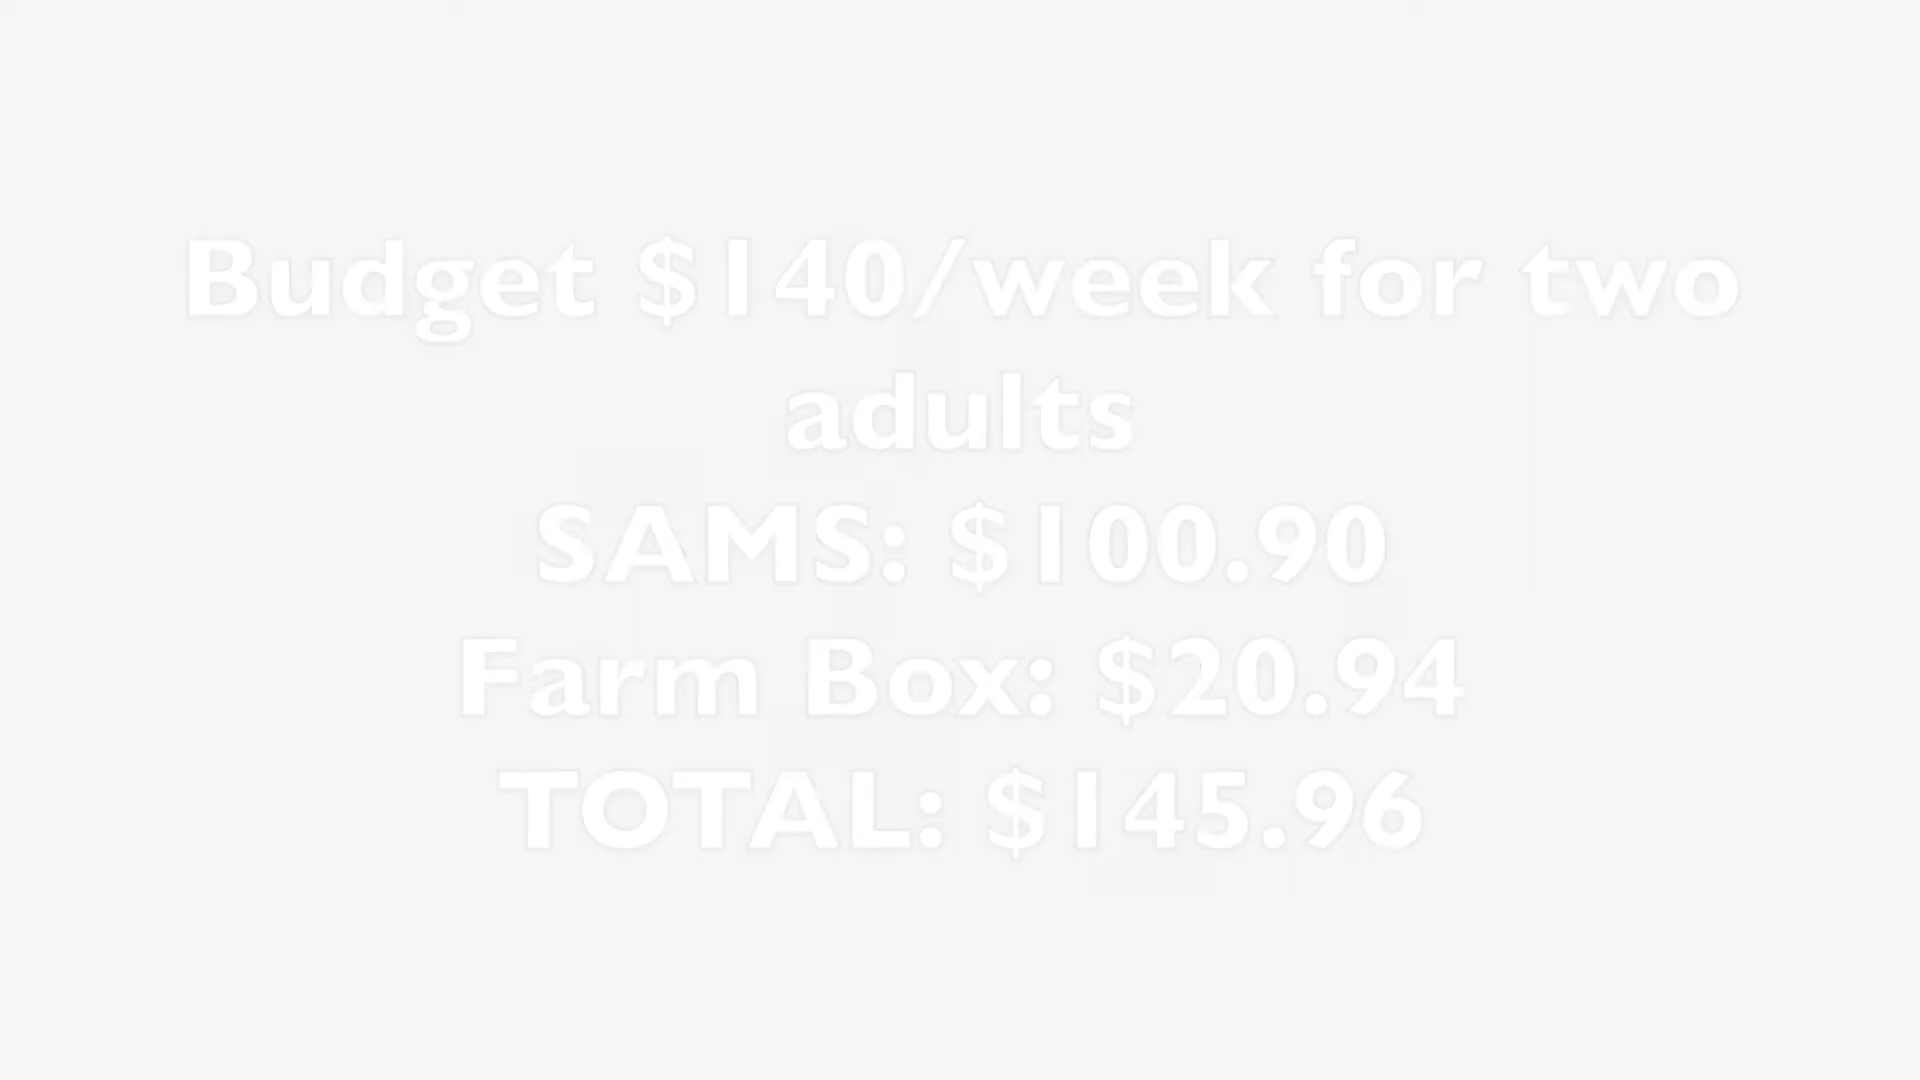 Budget $140/week for two
adults
SAMS: $100.90
Farm Box: $20.94
TOTAL: $145.96